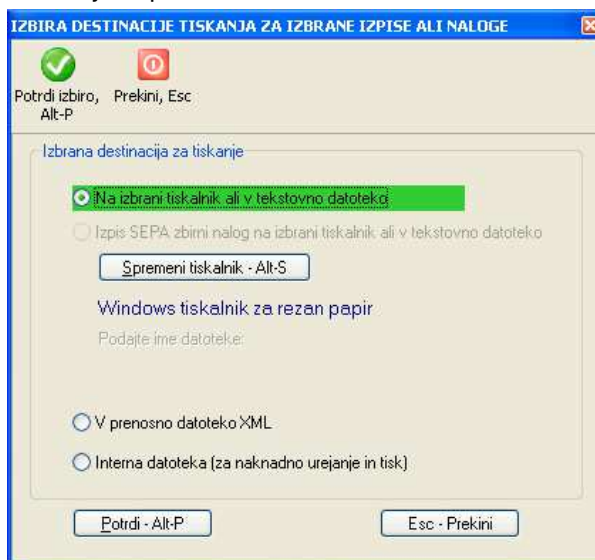 IZBIRA DESTINACIJE TISKANJA ZA IZBRANE IZPISE ALI NALOGE
Potrdi izbiro, Prekini, Esc
Alt-P
Izbrana destinacija za tiskanje
Na izbrani tiskalnik ali v tekstovno datoteko
Izpis SEPA zbirni nalog na izbrani tiskalnik ali v tekstovno datoteko
Spremeni tiskalnik - Alt-S
Windows tiskalnik za rezan papir
Podajte ime datoteke:
V prenosno datoteko XML
Interna datoteka (za naknadno urejanje in tisk)
Potrdi - Alt-P Esc - Prekini